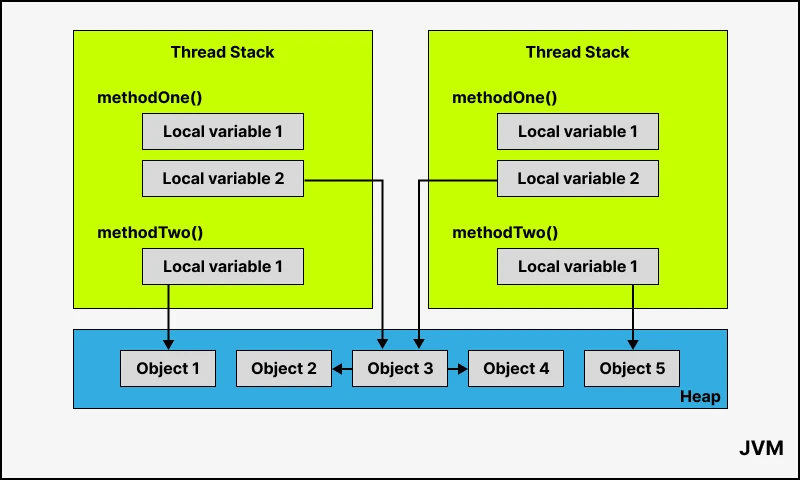 Thread Stack
methodOne()
Local variable 1
Local variable 2
methodTwo()
Local variable 1
Thread Stack
methodOne()
Local variable 1
Local variable 2
methodTwo()
Local variable 1
Object 1
Object 2
Object 3
Object 4
Object 5
Heap
JVM